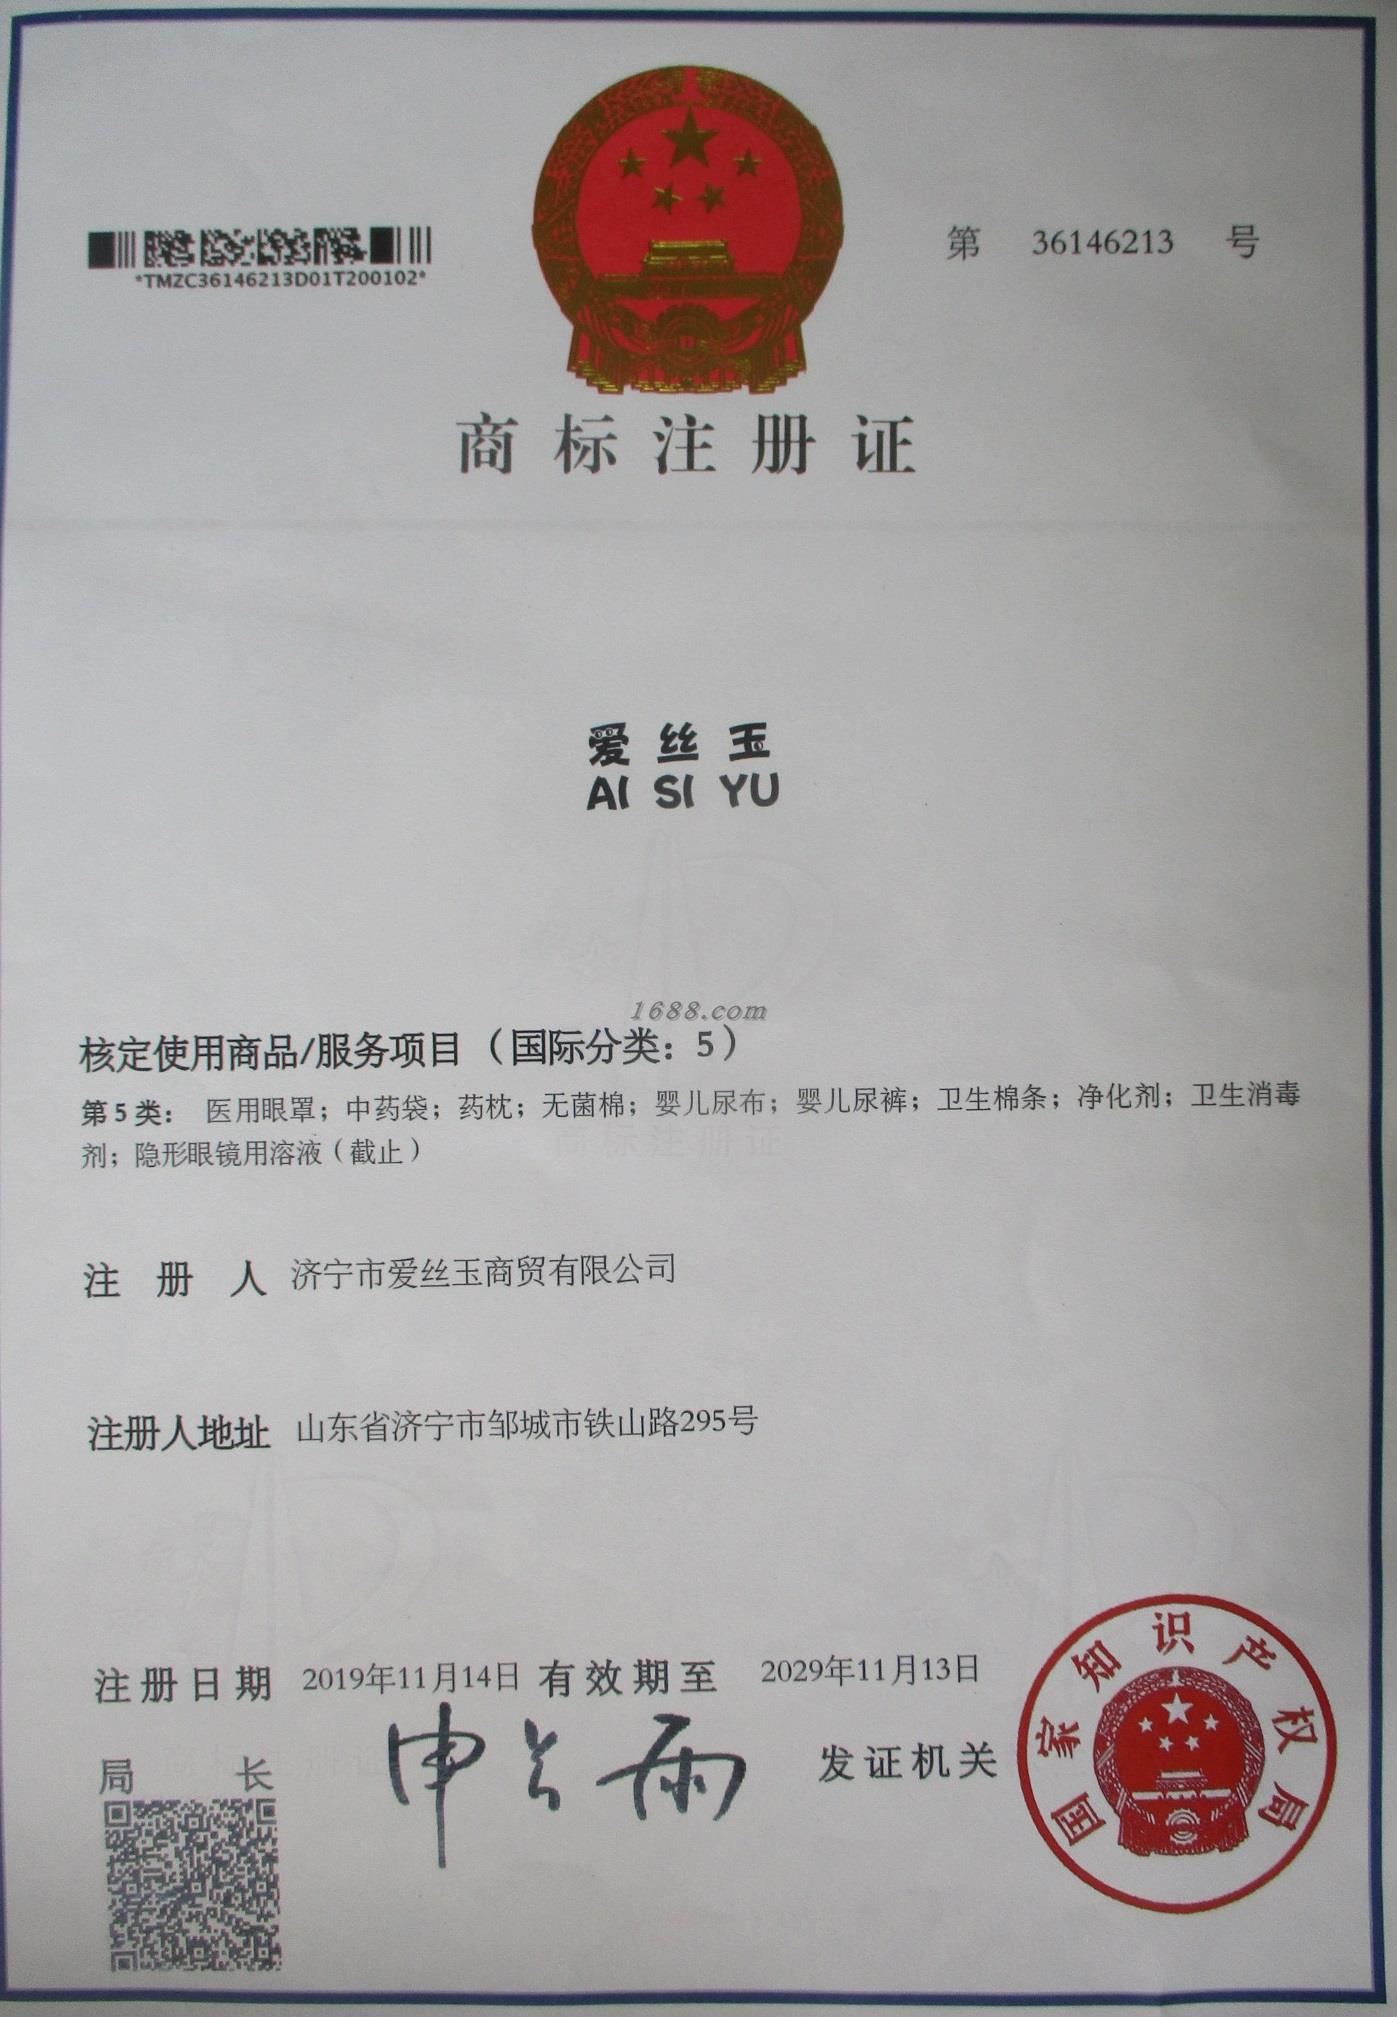 *TMZC36146213D01T200102*
第 36146213 号
商标注册证
爱丝玉
AI SI YU
1688.com
核定使用商品/服务项目（国际分类：5）
第5类： 医用眼罩；中药袋；药枕；无菌棉；婴儿尿布；婴儿尿裤；卫生棉条；净化剂；卫生消毒
剂；隐形眼镜用溶液（截止）
商标注册证
注册人 济宁市爱丝玉商贸有限公司
注册人地址 山东省济宁市邹城市铁山路295号
注册日期 2019年11月14日 有效期至 2029年11月13日
局长 申长雨 发证机关
国家知识产权局